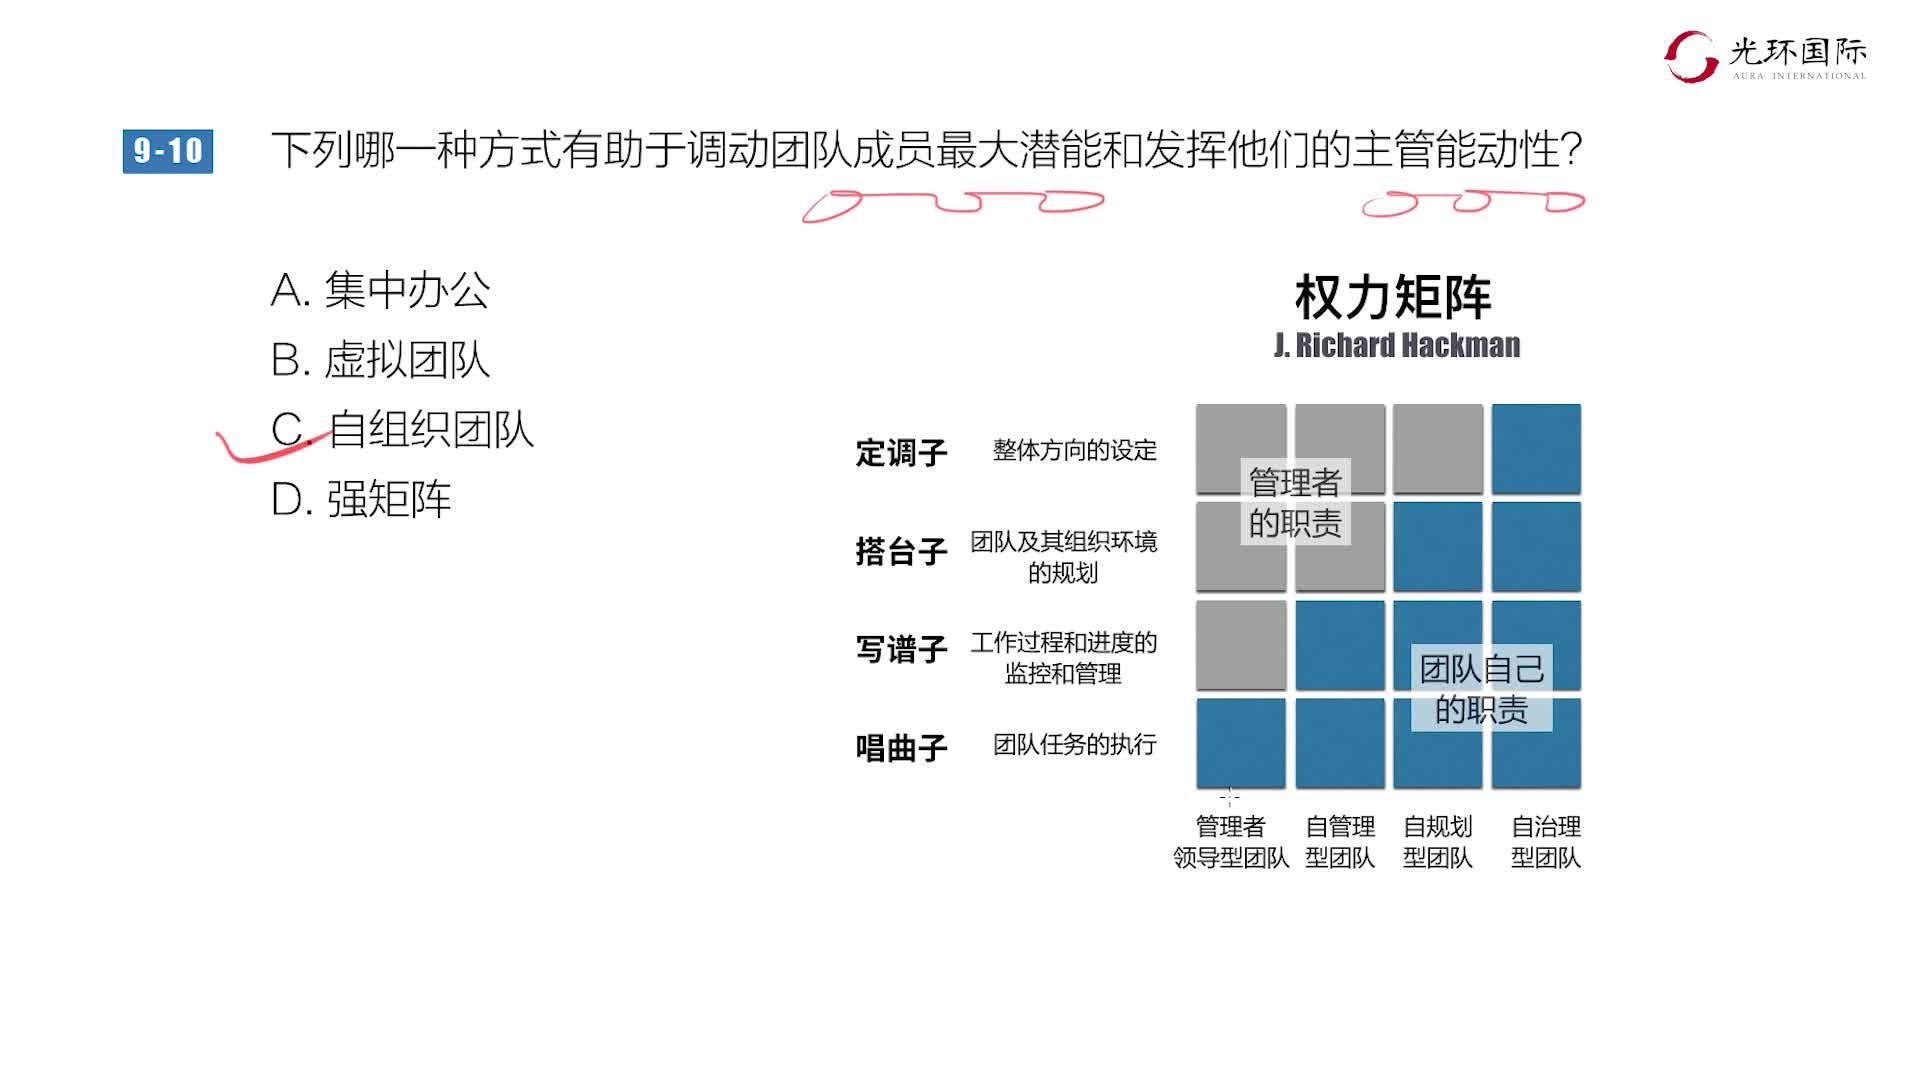 光环国际
AURA INTERNATIONAL
9-10
下列哪一种方式有助于调动团队成员最大潜能和发挥他们的主管能动性?
A. 集中办公
B. 虚拟团队
C. 自组织团队
D. 强矩阵
权力矩阵
J. Richard Hackman
定调子 整体方向的设定
管理者
的职责
搭台子 团队及其组织环境
的规划
写谱子 工作过程和进度的
监控和管理
团队自己
的职责
唱曲子 团队任务的执行
管理者
领导型团队
自管理
型团队
自规划
型团队
自治理
型团队